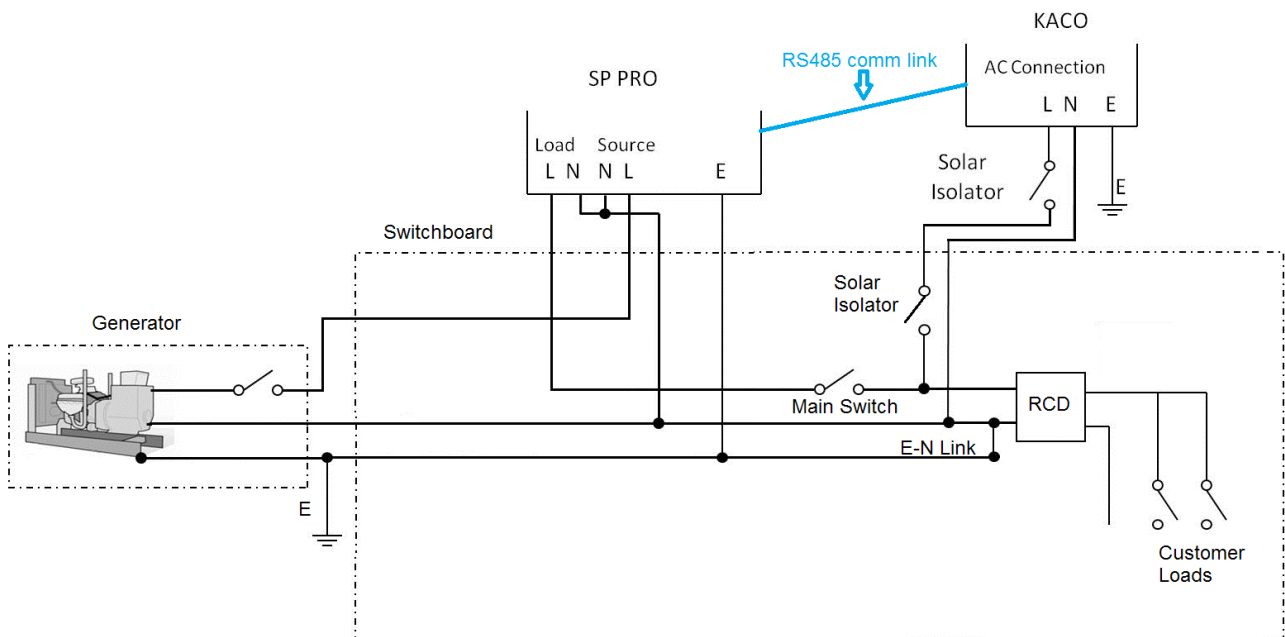 KACO
RS485 comm link
AC Connection
L N E
SP PRO
Load Source
L N N L E
Solar
Isolator
E
Switchboard
Solar
Isolator
Generator
Main Switch
RCD
E-N Link
E
Customer
Loads